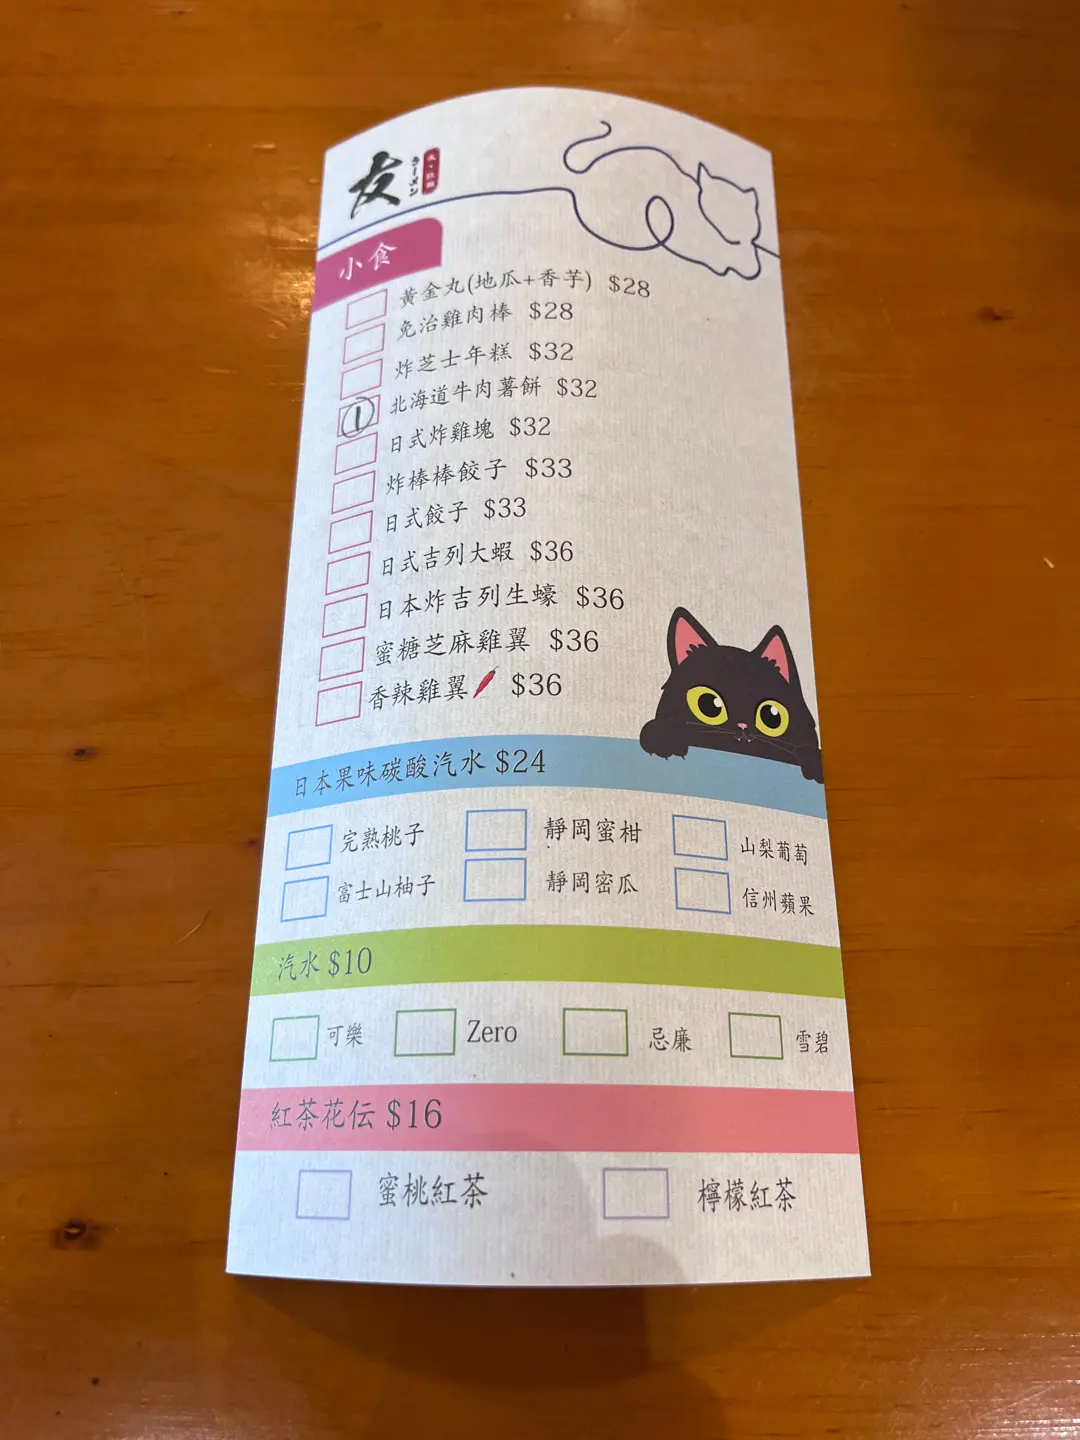 友
ラーメン
小食
黃金丸(地瓜+香芋) $28
免治雞肉棒 $28
炸芝士年糕 $32
1 北海道牛肉薯餅 $32
日式炸雞塊 $32
炸棒棒餃子 $33
日式餃子 $33
日式吉列大蝦 $36
日本炸吉列生蠔 $36
蜜糖芝麻雞翼 $36
香辣雞翼 $36
日本果味碳酸汽水 $24
完熟桃子 靜岡蜜柑 山梨葡萄
富士山柚子 靜岡密瓜 信州蘋果
汽水 $10
可樂 Zero 忌廉 雪碧
紅茶花伝 $16
蜜桃紅茶 檸檬紅茶